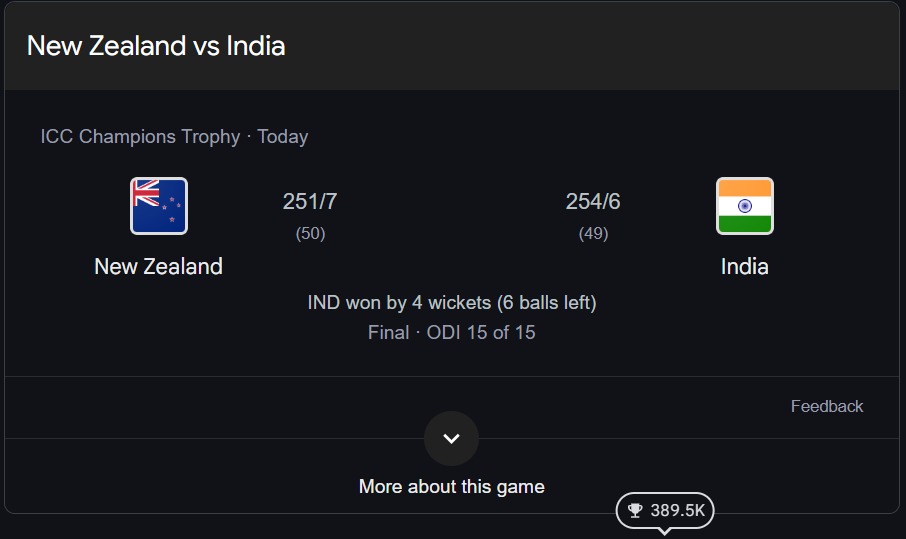 New Zealand vs India
ICC Champions Trophy · Today
251/7
254/6
(50)
(49)
New Zealand
India
IND won by 4 wickets (6 balls left)
Final · ODI 15 of 15
Feedback
More about this game
389.5K